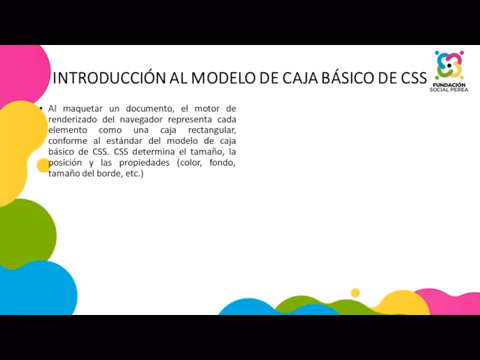 INTRODUCCIÓN AL MODELO DE CAJA BÁSICO DE CSS
FUNDACIÓN
SOCIAL PEREA
• Al maquetar un documento, el motor de
renderizado del navegador representa cada
elemento como una caja rectangular,
conforme al estándar del modelo de caja
básico de CSS. CSS determina el tamaño, la
posición y las propiedades (color, fondo,
tamaño del borde, etc.)